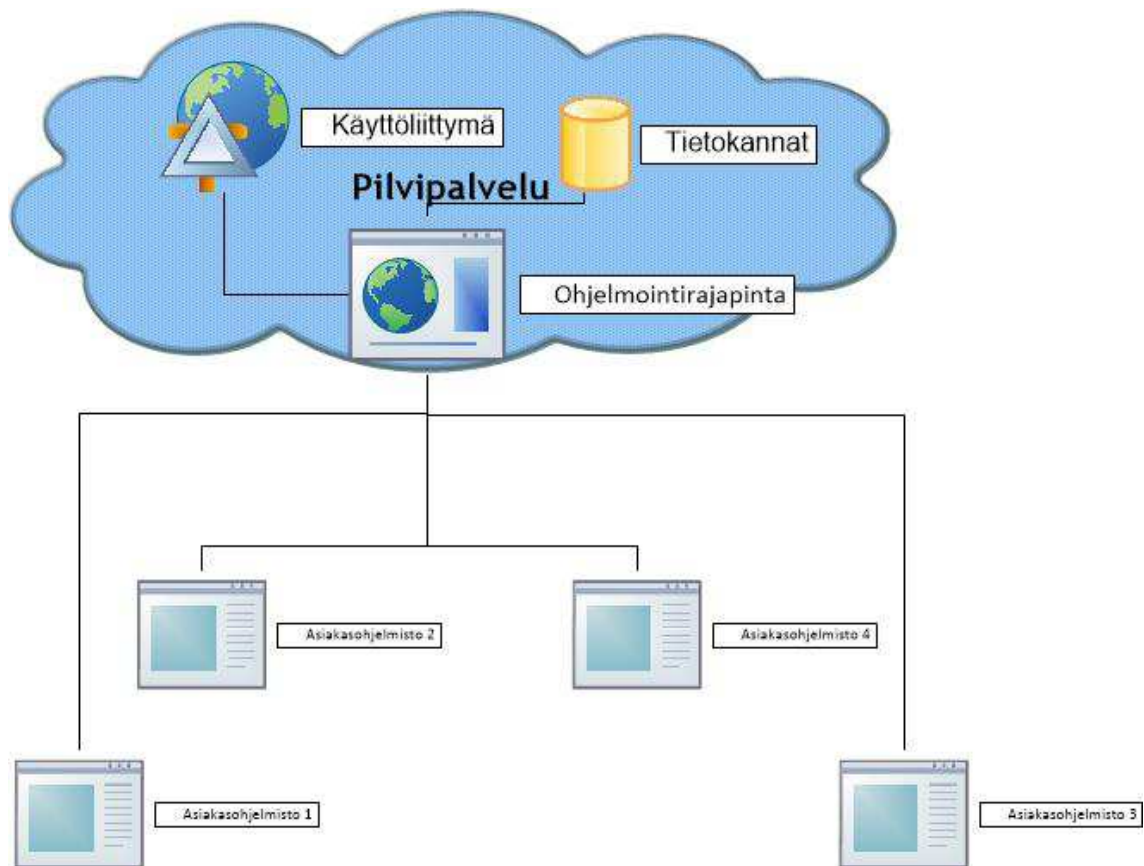 Käyttöliittymä
Tietokannat
Pilvipalvelu
Ohjelmointirajapinta
Asiakasohjelmisto 2
Asiakasohjelmisto 4
Asiakasohjelmisto 1
Asiakasohjelmisto 3